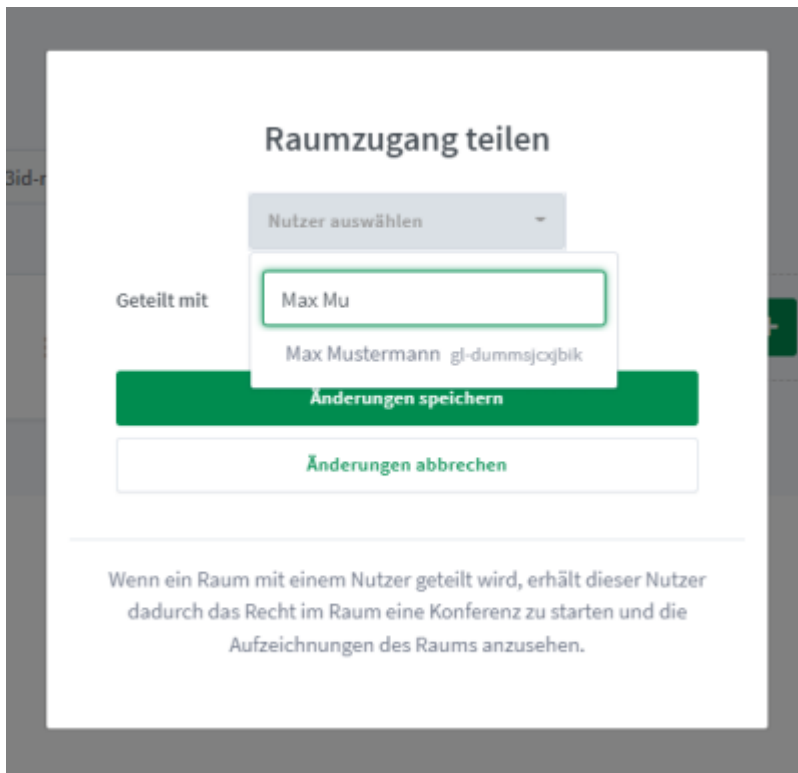 Raumzugang teilen
3id-r
Nutzer auswählen
Geteilt mit
Max Mu
Max Mustermann gl-dummsjcxjbik
Änderungen speichern
Änderungen abbrechen
Wenn ein Raum mit einem Nutzer geteilt wird, erhält dieser Nutzer
dadurch das Recht im Raum eine Konferenz zu starten und die
Aufzeichnungen des Raums anzusehen.